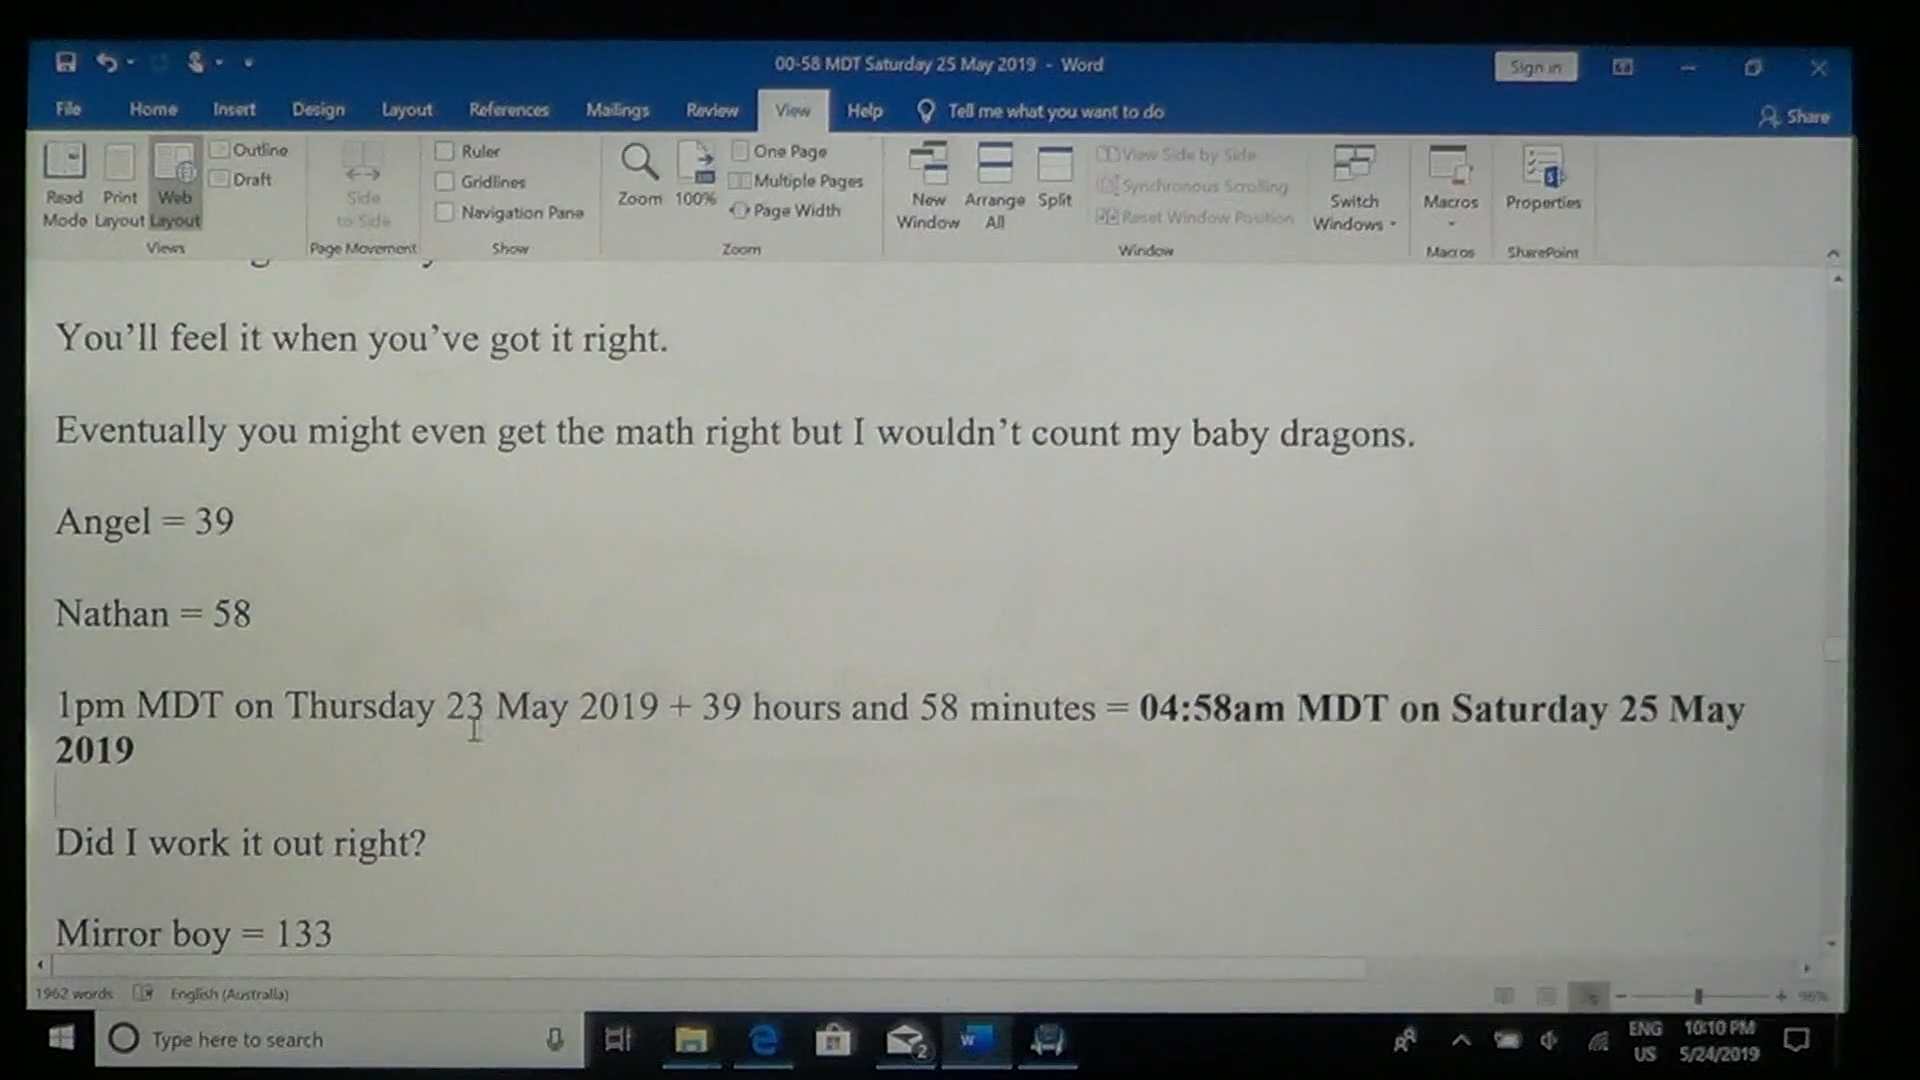 00-58 MDT Saturday 25 May 2019 - Word
Sign in
File Home Insert Design Layout References Mailings Review View Help Tell me what you want to do Share
Read Mode
Print Layout
Web Layout
Outline
Draft
Views
Side to Side
Page Movement
Ruler
Gridlines
Navigation Pane
Show
Zoom
100%
One Page
Multiple Pages
Page Width
Zoom
New Window
Arrange All
Split
View Side by Side
Synchronous Scrolling
Reset Window Position
Window
Switch Windows
Macros
Macros
Properties
SharePoint
You’ll feel it when you’ve got it right.
Eventually you might even get the math right but I wouldn’t count my baby dragons.
Angel = 39
Nathan = 58
1pm MDT on Thursday 23 May 2019 + 39 hours and 58 minutes = 04:58am MDT on Saturday 25 May
2019
Did I work it out right?
Mirror boy = 133
1962 words English (Australia)
Type here to search
2
ENG
US
10:10 PM
5/24/2019